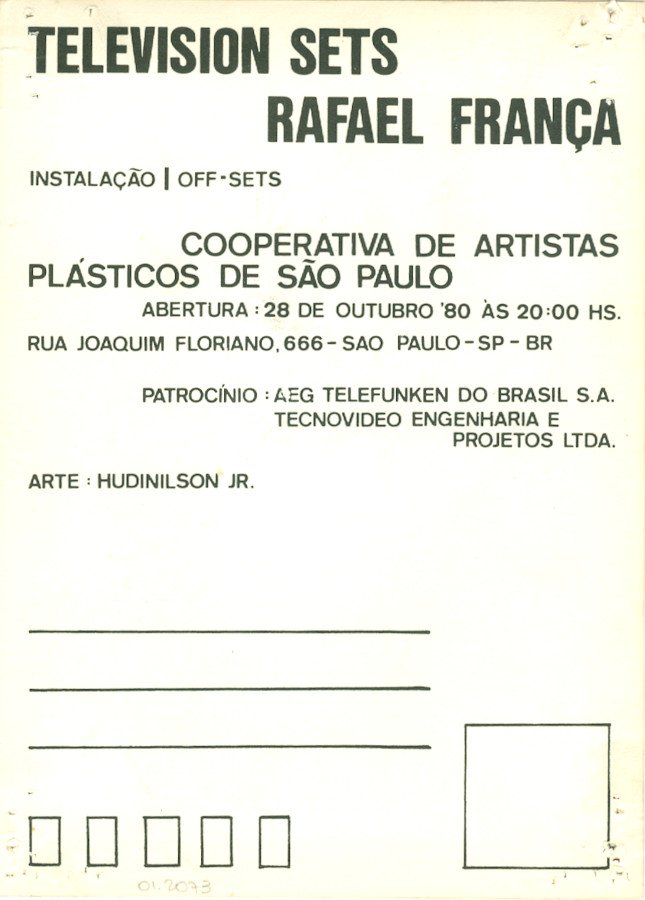 TELEVISION SETS
RAFAEL FRANÇA
INSTALAÇÃO | OFF-SETS
COOPERATIVA DE ARTISTAS
PLÁSTICOS DE SÃO PAULO
ABERTURA : 28 DE OUTUBRO '80 ÀS 20:00 HS.
RUA JOAQUIM FLORIANO, 666 - SAO PAULO - SP - BR
PATROCÍNIO : AEG TELEFUNKEN DO BRASIL S.A.
TECNOVIDEO ENGENHARIA E
PROJETOS LTDA.
ARTE : HUDINILSON JR.
01.2073